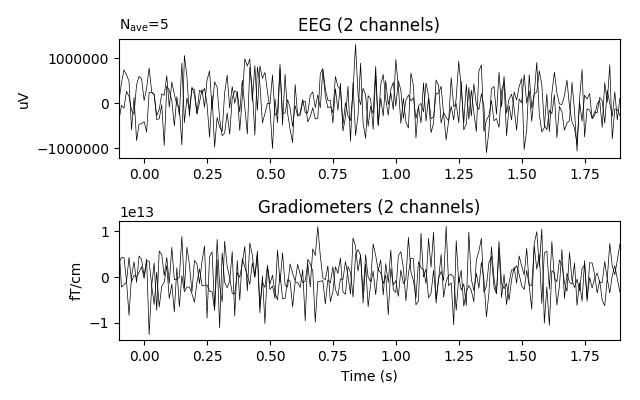 N_ave=5
EEG (2 channels)
1000000
0
−1000000
uV
0.00 0.25 0.50 0.75 1.00 1.25 1.50 1.75
1e13
Gradiometers (2 channels)
1
0
−1
fT/cm
0.00 0.25 0.50 0.75 1.00 1.25 1.50 1.75
Time (s)